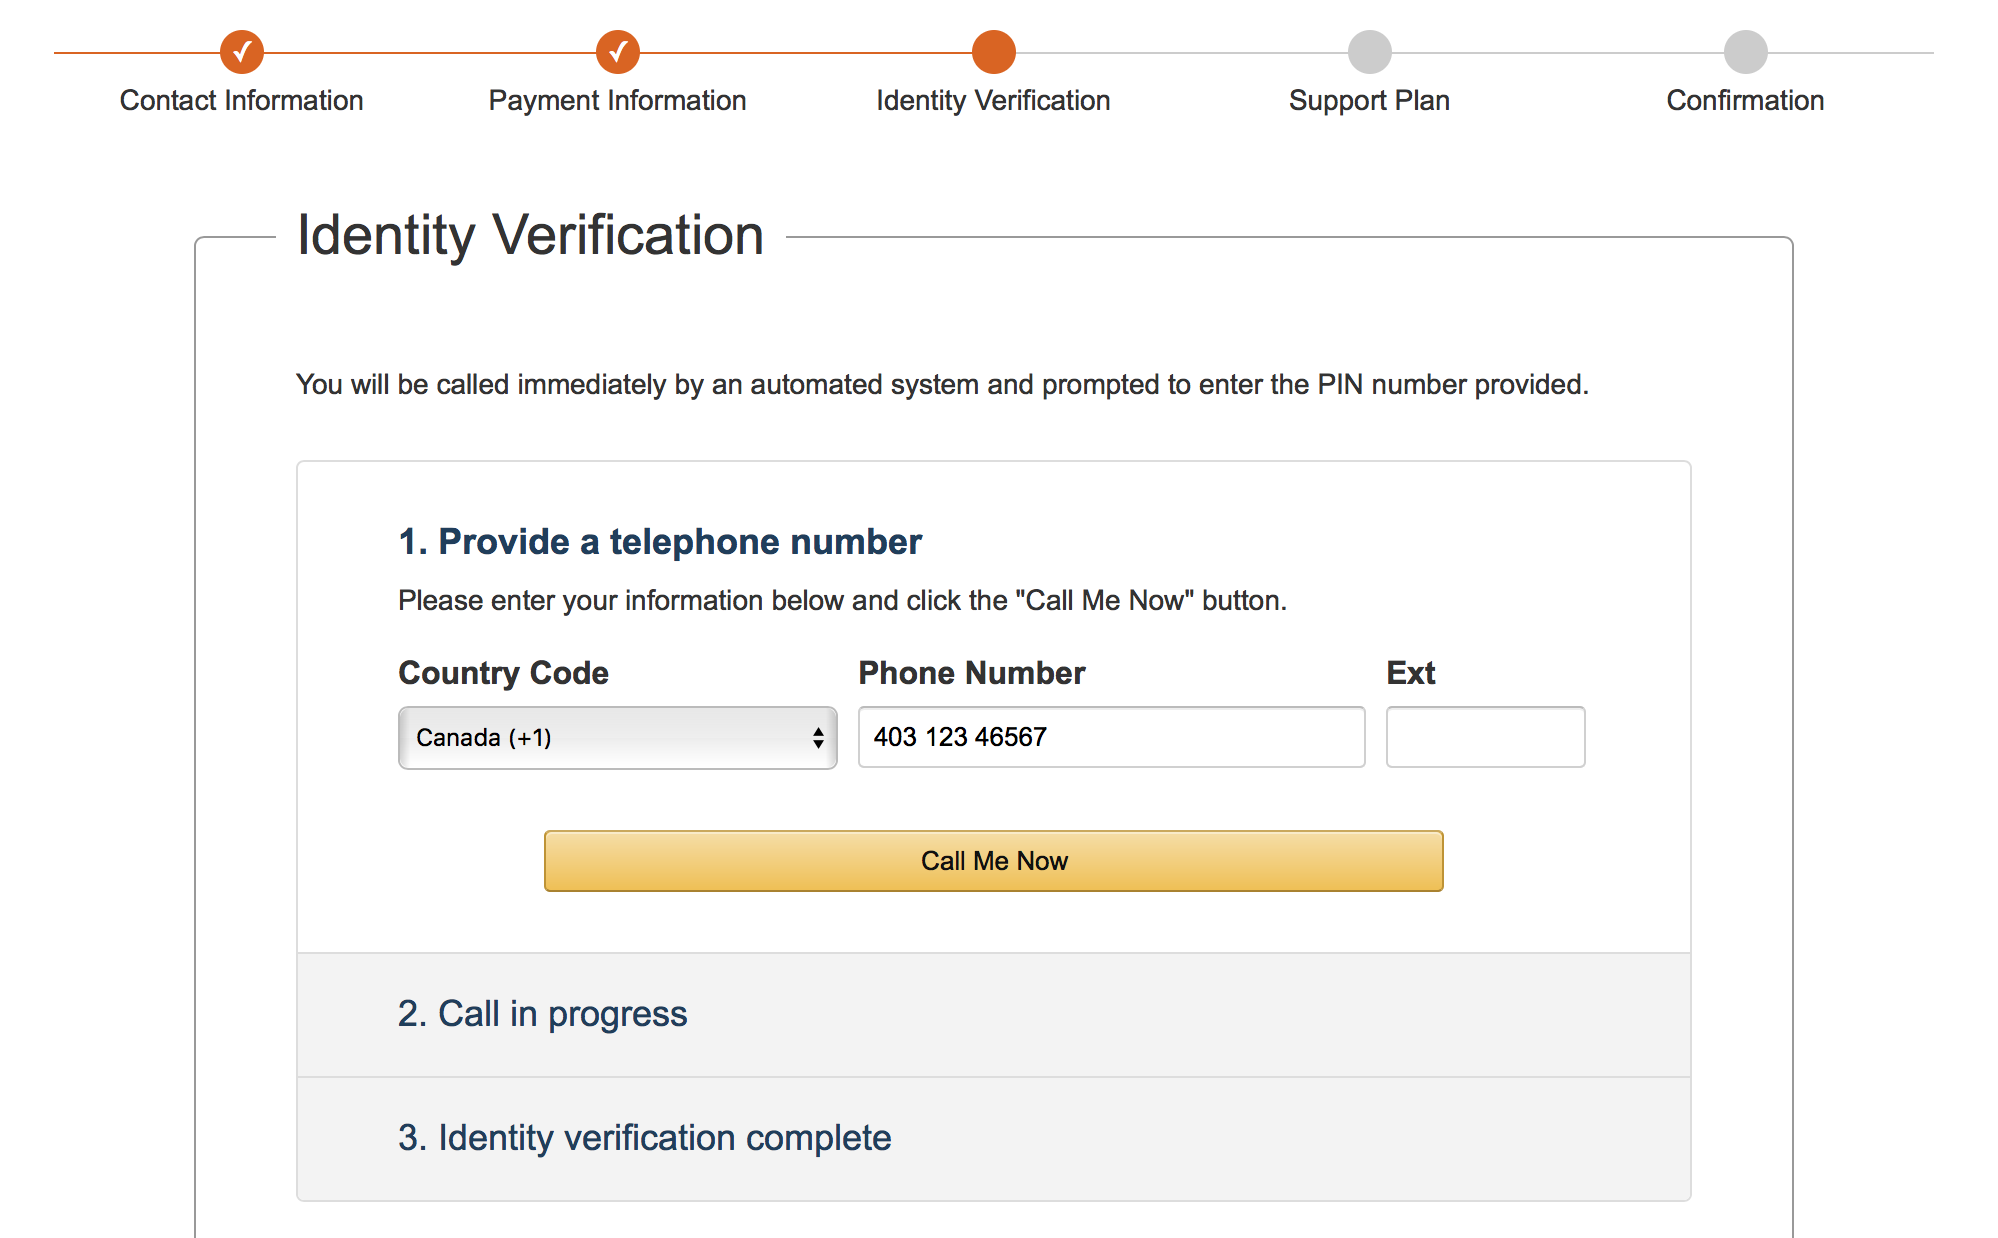 Contact Information
Payment Information
Identity Verification
Support Plan
Confirmation
Identity Verification
You will be called immediately by an automated system and prompted to enter the PIN number provided.
1. Provide a telephone number
Please enter your information below and click the "Call Me Now" button.
Country Code
Phone Number
Ext
Canada (+1)
403 123 46567
Call Me Now
2. Call in progress
3. Identity verification complete